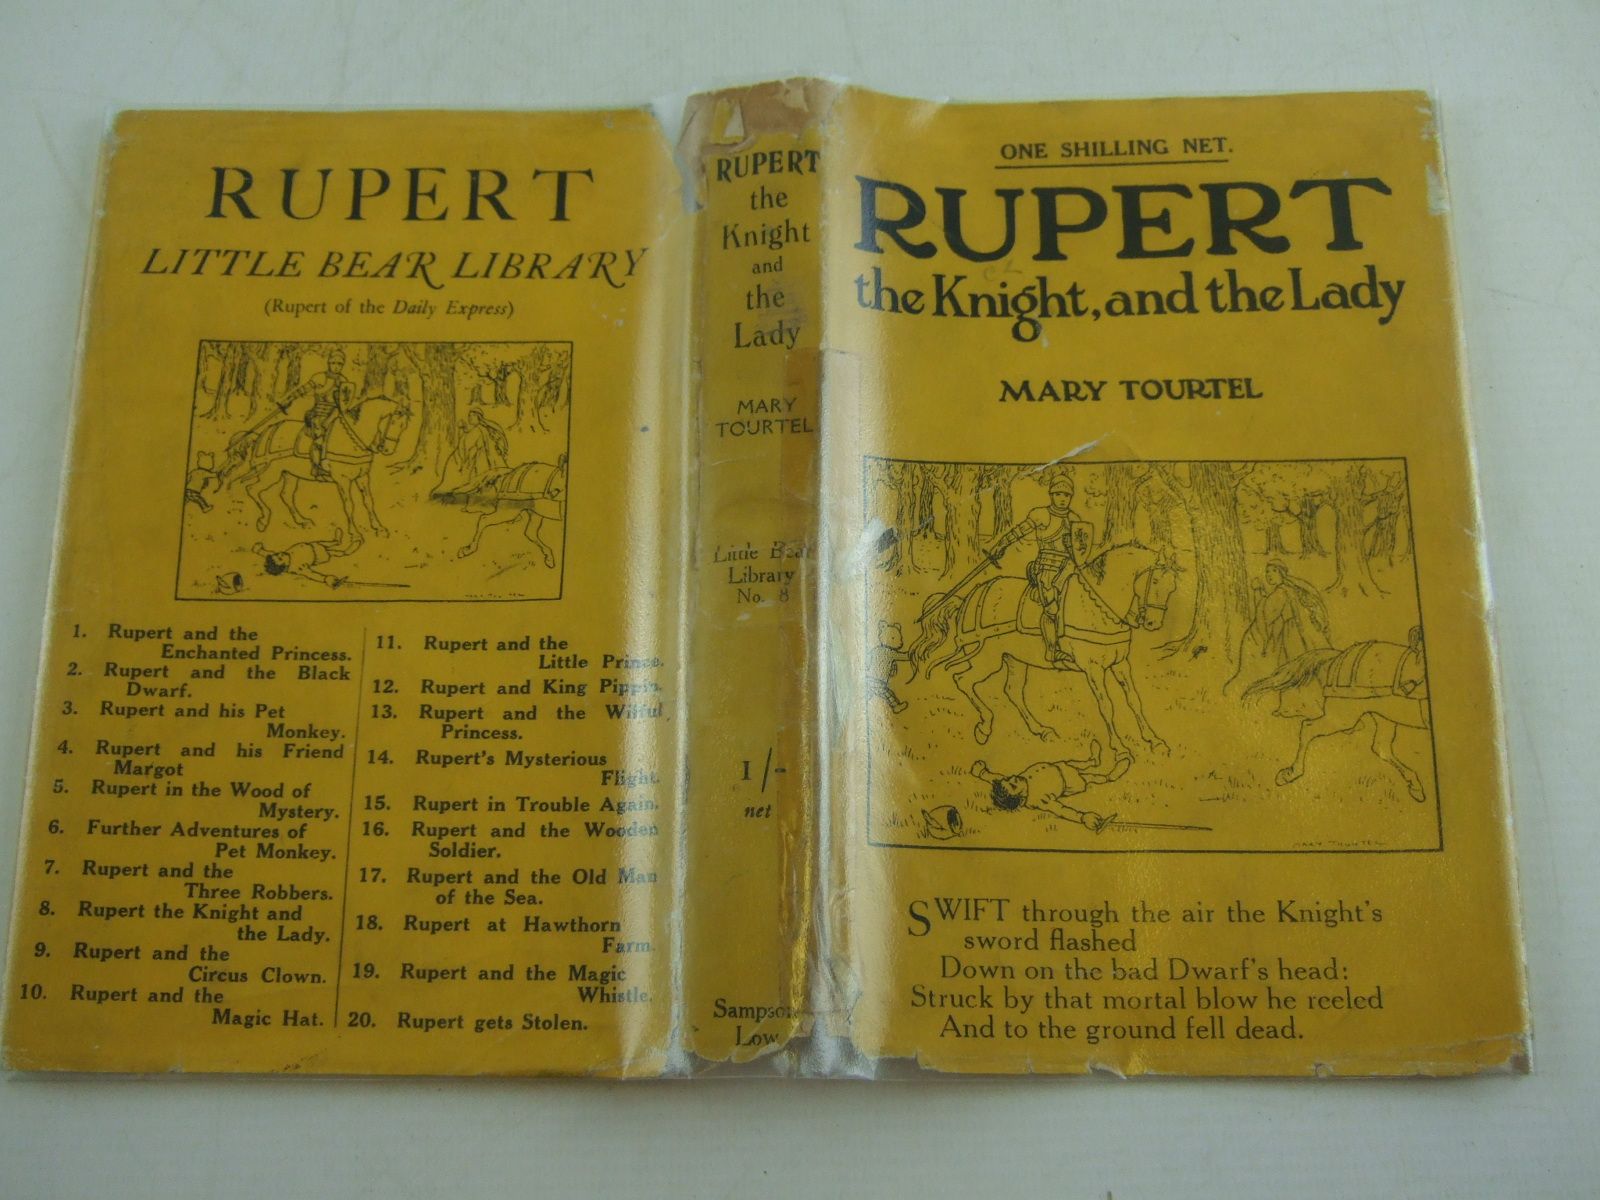 RUPERT
LITTLE BEAR LIBRARY
(Rupert of the Daily Express)
1. Rupert and the
Enchanted Princess.
2. Rupert and the Black
Dwarf.
3. Rupert and his Pet
Monkey.
4. Rupert and his Friend
Margot
5. Rupert in the Wood of
Mystery.
6. Further Adventures of
Pet Monkey.
7. Rupert and the
Three Robbers.
8. Rupert the Knight and
the Lady.
9. Rupert and the
Circus Clown.
10. Rupert and the
Magic Hat.
11. Rupert and the
Little Prince.
12. Rupert and King Pippin.
13. Rupert and the Wilful
Princess.
14. Rupert's Mysterious
Flight.
15. Rupert in Trouble Again.
16. Rupert and the Wooden
Soldier.
17. Rupert and the Old Man
of the Sea.
18. Rupert at Hawthorn
Farm.
19. Rupert and the Magic
Whistle.
20. Rupert gets Stolen.
RUPERT
the
Knight
and
the
Lady
MARY
TOURTEL
Little Bear
Library
No. 8
1/-
net
Sampson
Low
ONE SHILLING NET.
RUPERT
the Knight, and the Lady
MARY TOURTEL
MARY TOURTEL
SWIFT through the air the Knight's
sword flashed
Down on the bad Dwarf's head:
Struck by that mortal blow he reeled
And to the ground fell dead.